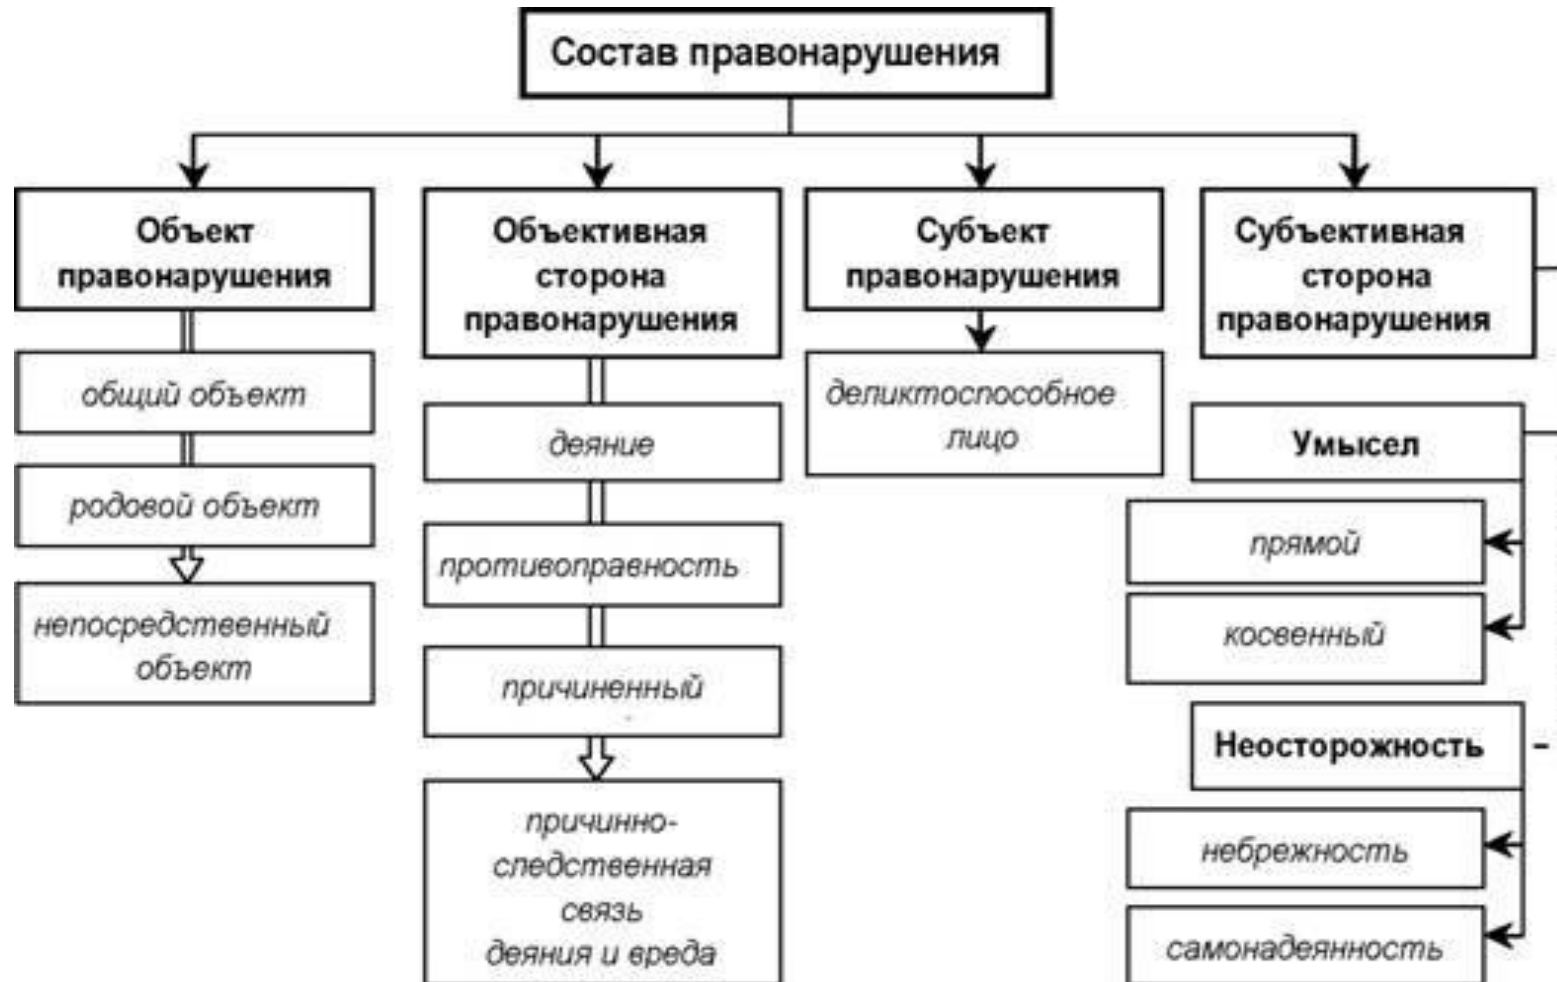 Состав правонарушения
Объект
правонарушения
общий объект
родовой объект
непосредственный
объект
Объективная
сторона
правонарушения
деяние
противоправность
причиненный
причинно-
следственная
связь
деяния и вреда
Субъект
правонарушения
деликтоспособное
лицо
Субъективная
сторона
правонарушения
Умысел
прямой
косвенный
Неосторожность
небрежность
самонадеянность